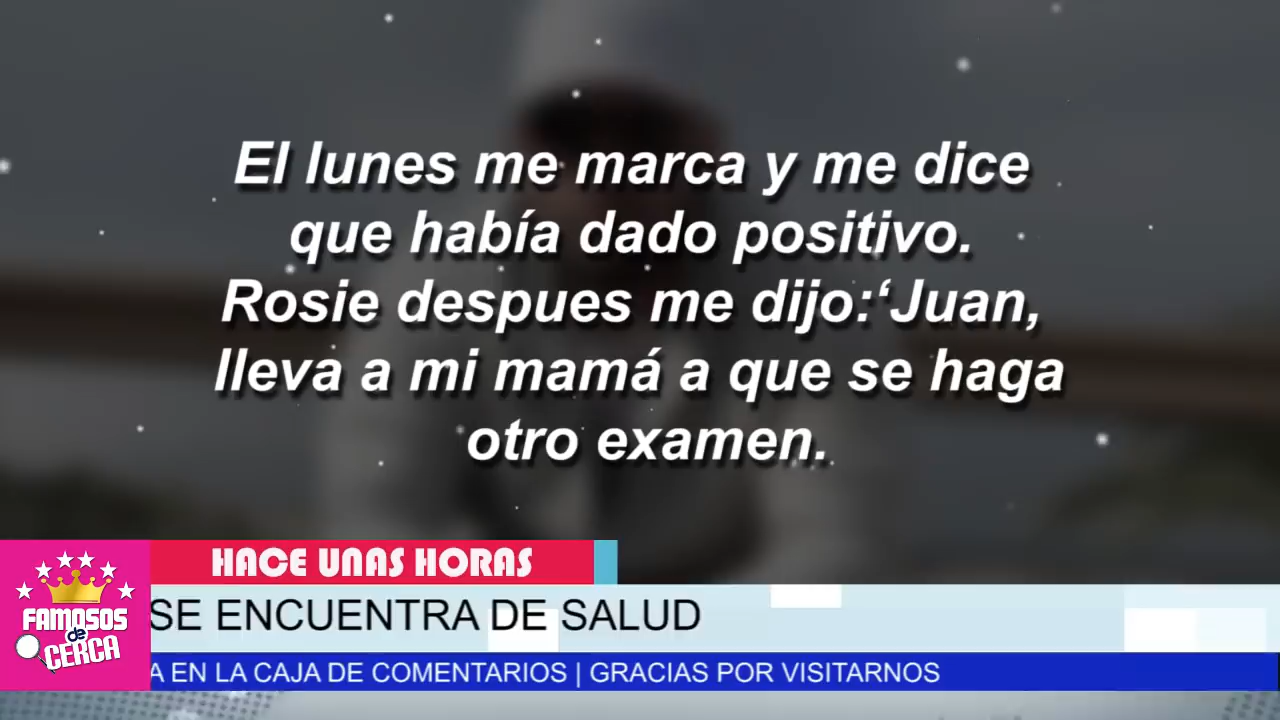 El lunes me marca y me dice
que había dado positivo.
Rosie despues me dijo:‘Juan,
lleva a mi mamá a que se haga
otro examen.
HACE UNAS HORAS
FAMOSOS
de
CERCA
SE ENCUENTRA DE SALUD
A EN LA CAJA DE COMENTARIOS | GRACIAS POR VISITARNOS